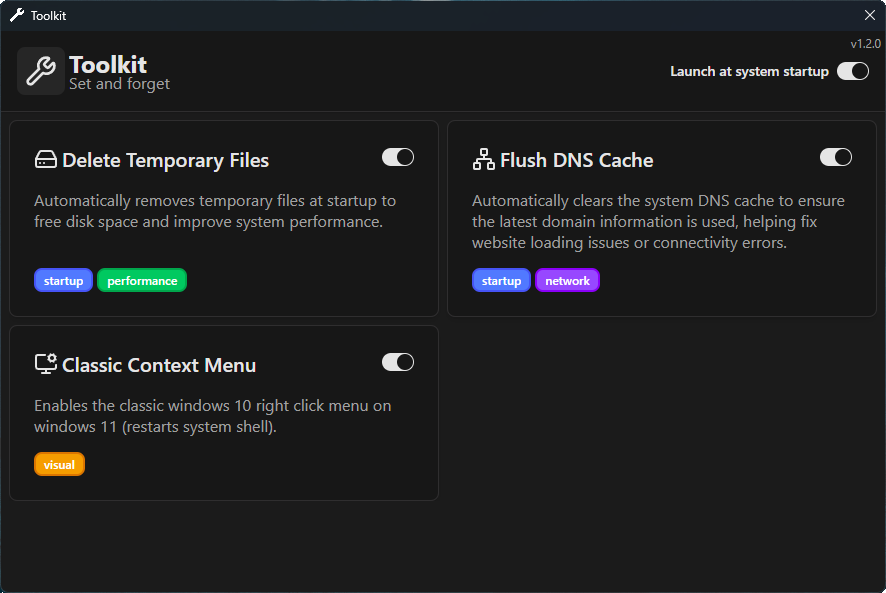 Toolkit
v1.2.0
Toolkit
Set and forget
Launch at system startup
Delete Temporary Files
Automatically removes temporary files at startup to
free disk space and improve system performance.
startup performance
Flush DNS Cache
Automatically clears the system DNS cache to ensure
the latest domain information is used, helping fix
website loading issues or connectivity errors.
startup network
Classic Context Menu
Enables the classic windows 10 right click menu on
windows 11 (restarts system shell).
visual